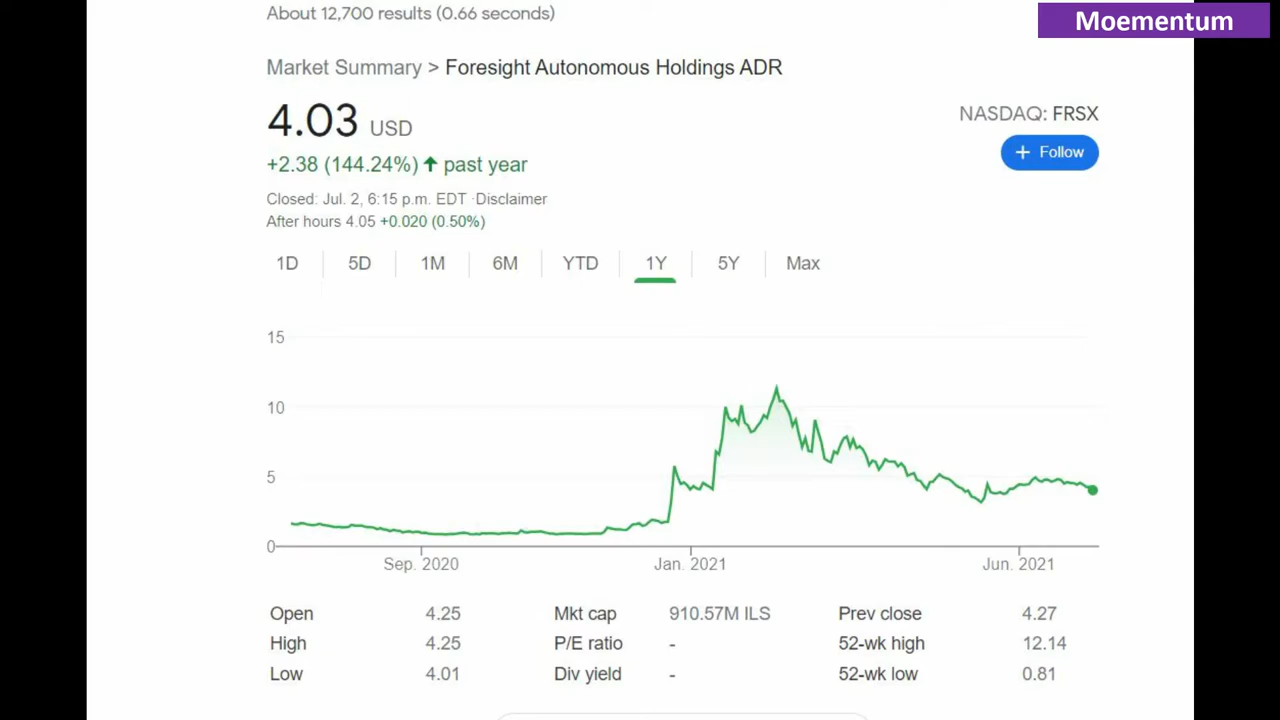 Moementum
About 12,700 results (0.66 seconds)
Market Summary > Foresight Autonomous Holdings ADR
4.03 USD
NASDAQ: FRSX
+2.38 (144.24%) ↑ past year
+ Follow
Closed: Jul. 2, 6:15 p.m. EDT · Disclaimer
After hours 4.05 +0.020 (0.50%)
1D 5D 1M 6M YTD 1Y 5Y Max
15
10
5
0
Sep. 2020 Jan. 2021 Jun. 2021
Open 4.25 Mkt cap 910.57M ILS Prev close 4.27
High 4.25 P/E ratio - 52-wk high 12.14
Low 4.01 Div yield - 52-wk low 0.81